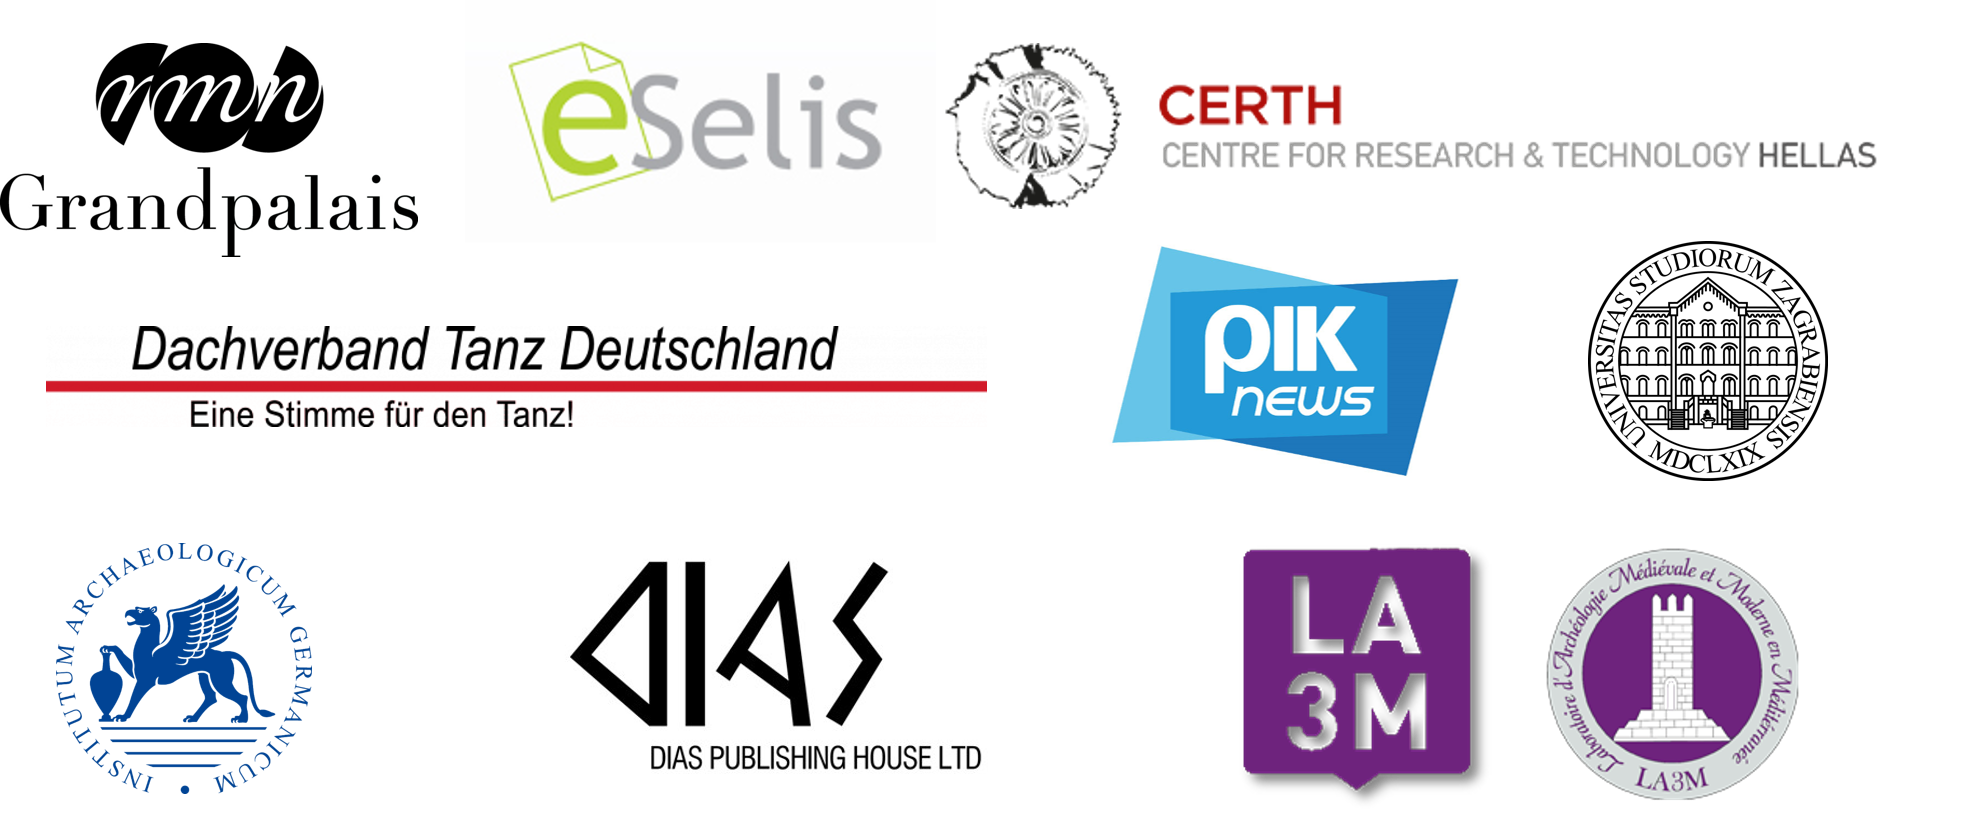 rmn
Grandpalais
eSelis
CERTH
CENTRE FOR RESEARCH & TECHNOLOGY HELLAS
Dachverband Tanz Deutschland
Eine Stimme für den Tanz!
ριк
news
UNIVERSITAS STUDIORUM ZAGRABIENSIS
MDCLXIX
INSTITUTUM ARCHAEOLOGICUM GERMANICUM
DIAS
DIAS PUBLISHING HOUSE LTD
LA
3M
Laboratoire d'Archéologie Médiévale et Moderne en Méditerranée
LA3M